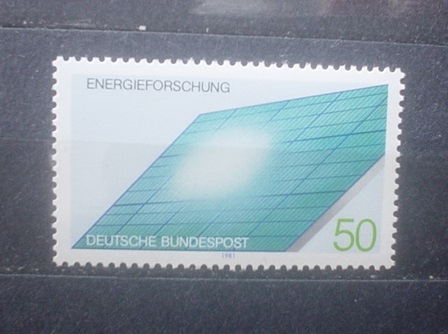 ENERGIEFORSCHUNG
DEUTSCHE BUNDESPOST
50
1981